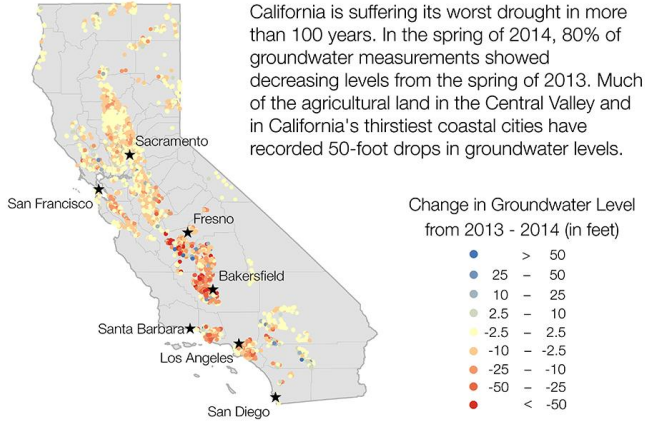 California is suffering its worst drought in more
than 100 years. In the spring of 2014, 80% of
groundwater measurements showed
decreasing levels from the spring of 2013. Much
of the agricultural land in the Central Valley and
in California's thirstiest coastal cities have
recorded 50-foot drops in groundwater levels.
Sacramento
San Francisco
Fresno
Bakersfield
Santa Barbara
Los Angeles
San Diego
Change in Groundwater Level
from 2013 - 2014 (in feet)
> 50
25 – 50
10 – 25
2.5 – 10
-2.5 – 2.5
-10 – -2.5
-25 – -10
-50 – -25
< -50